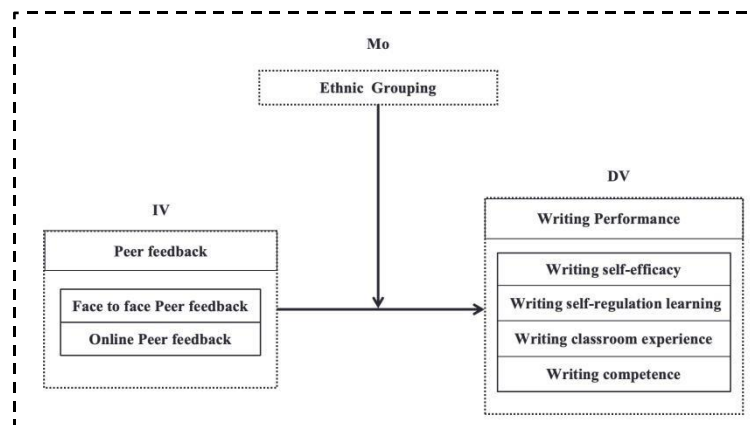 Mo
Ethnic Grouping
DV
IV
Writing Performance
Peer feedback
Writing self-efficacy
Face to face Peer feedback
Writing self-regulation learning
Online Peer feedback
Writing classroom experience
Writing competence